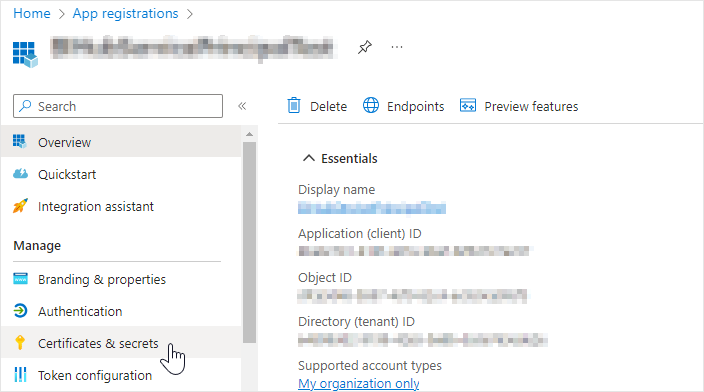 Home > App registrations >
Search
Delete Endpoints Preview features
Overview
Quickstart
Integration assistant
Manage
Branding & properties
Authentication
Certificates & secrets
Token configuration
Essentials
Display name
Application (client) ID
Object ID
Directory (tenant) ID
Supported account types
My organization only